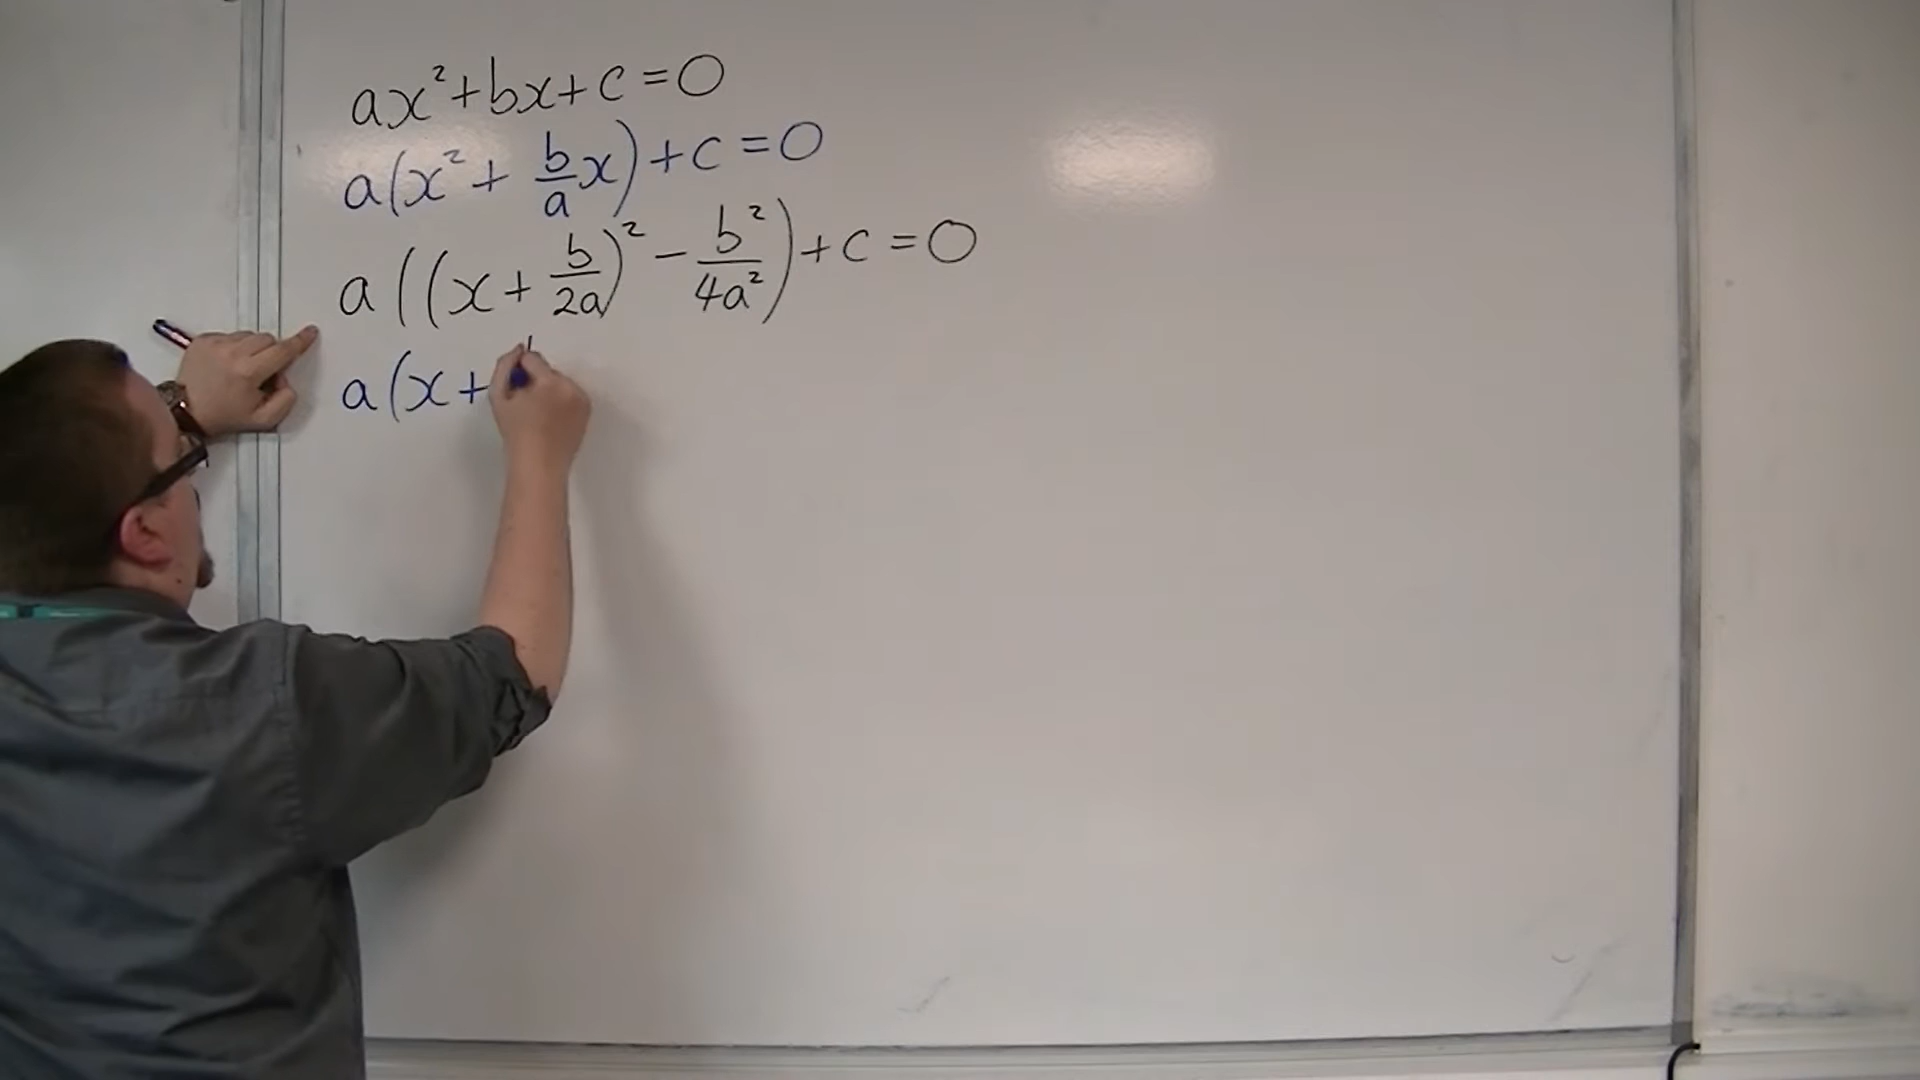 ax²+bx+c=0
a(x²+ b/a x)+c=0
a((x+ b/2a)² - b²/4a²)+c=0
a(x+